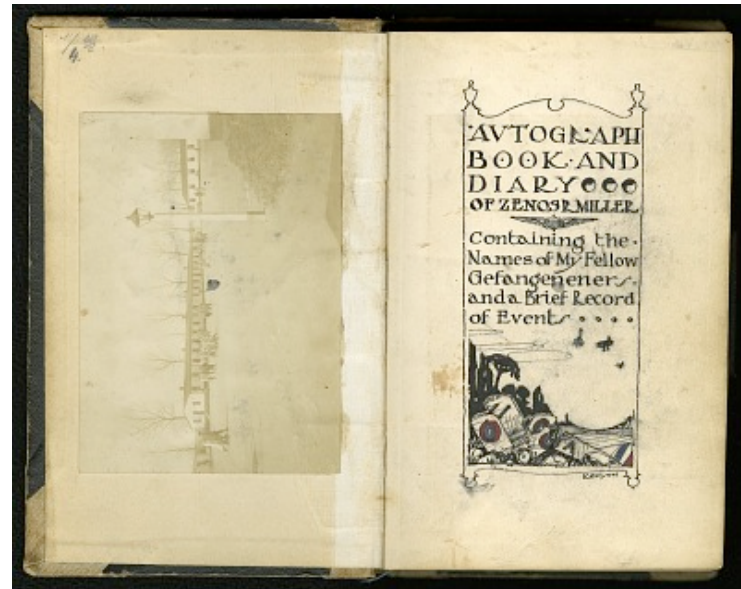 AVTOGRAPH
BOOK·AND
DIARY
OF ZENOS R MILLER
Containing the·
Names of My Fellow
Gefangeneners·
and a Brief Record
of Events · · · ·